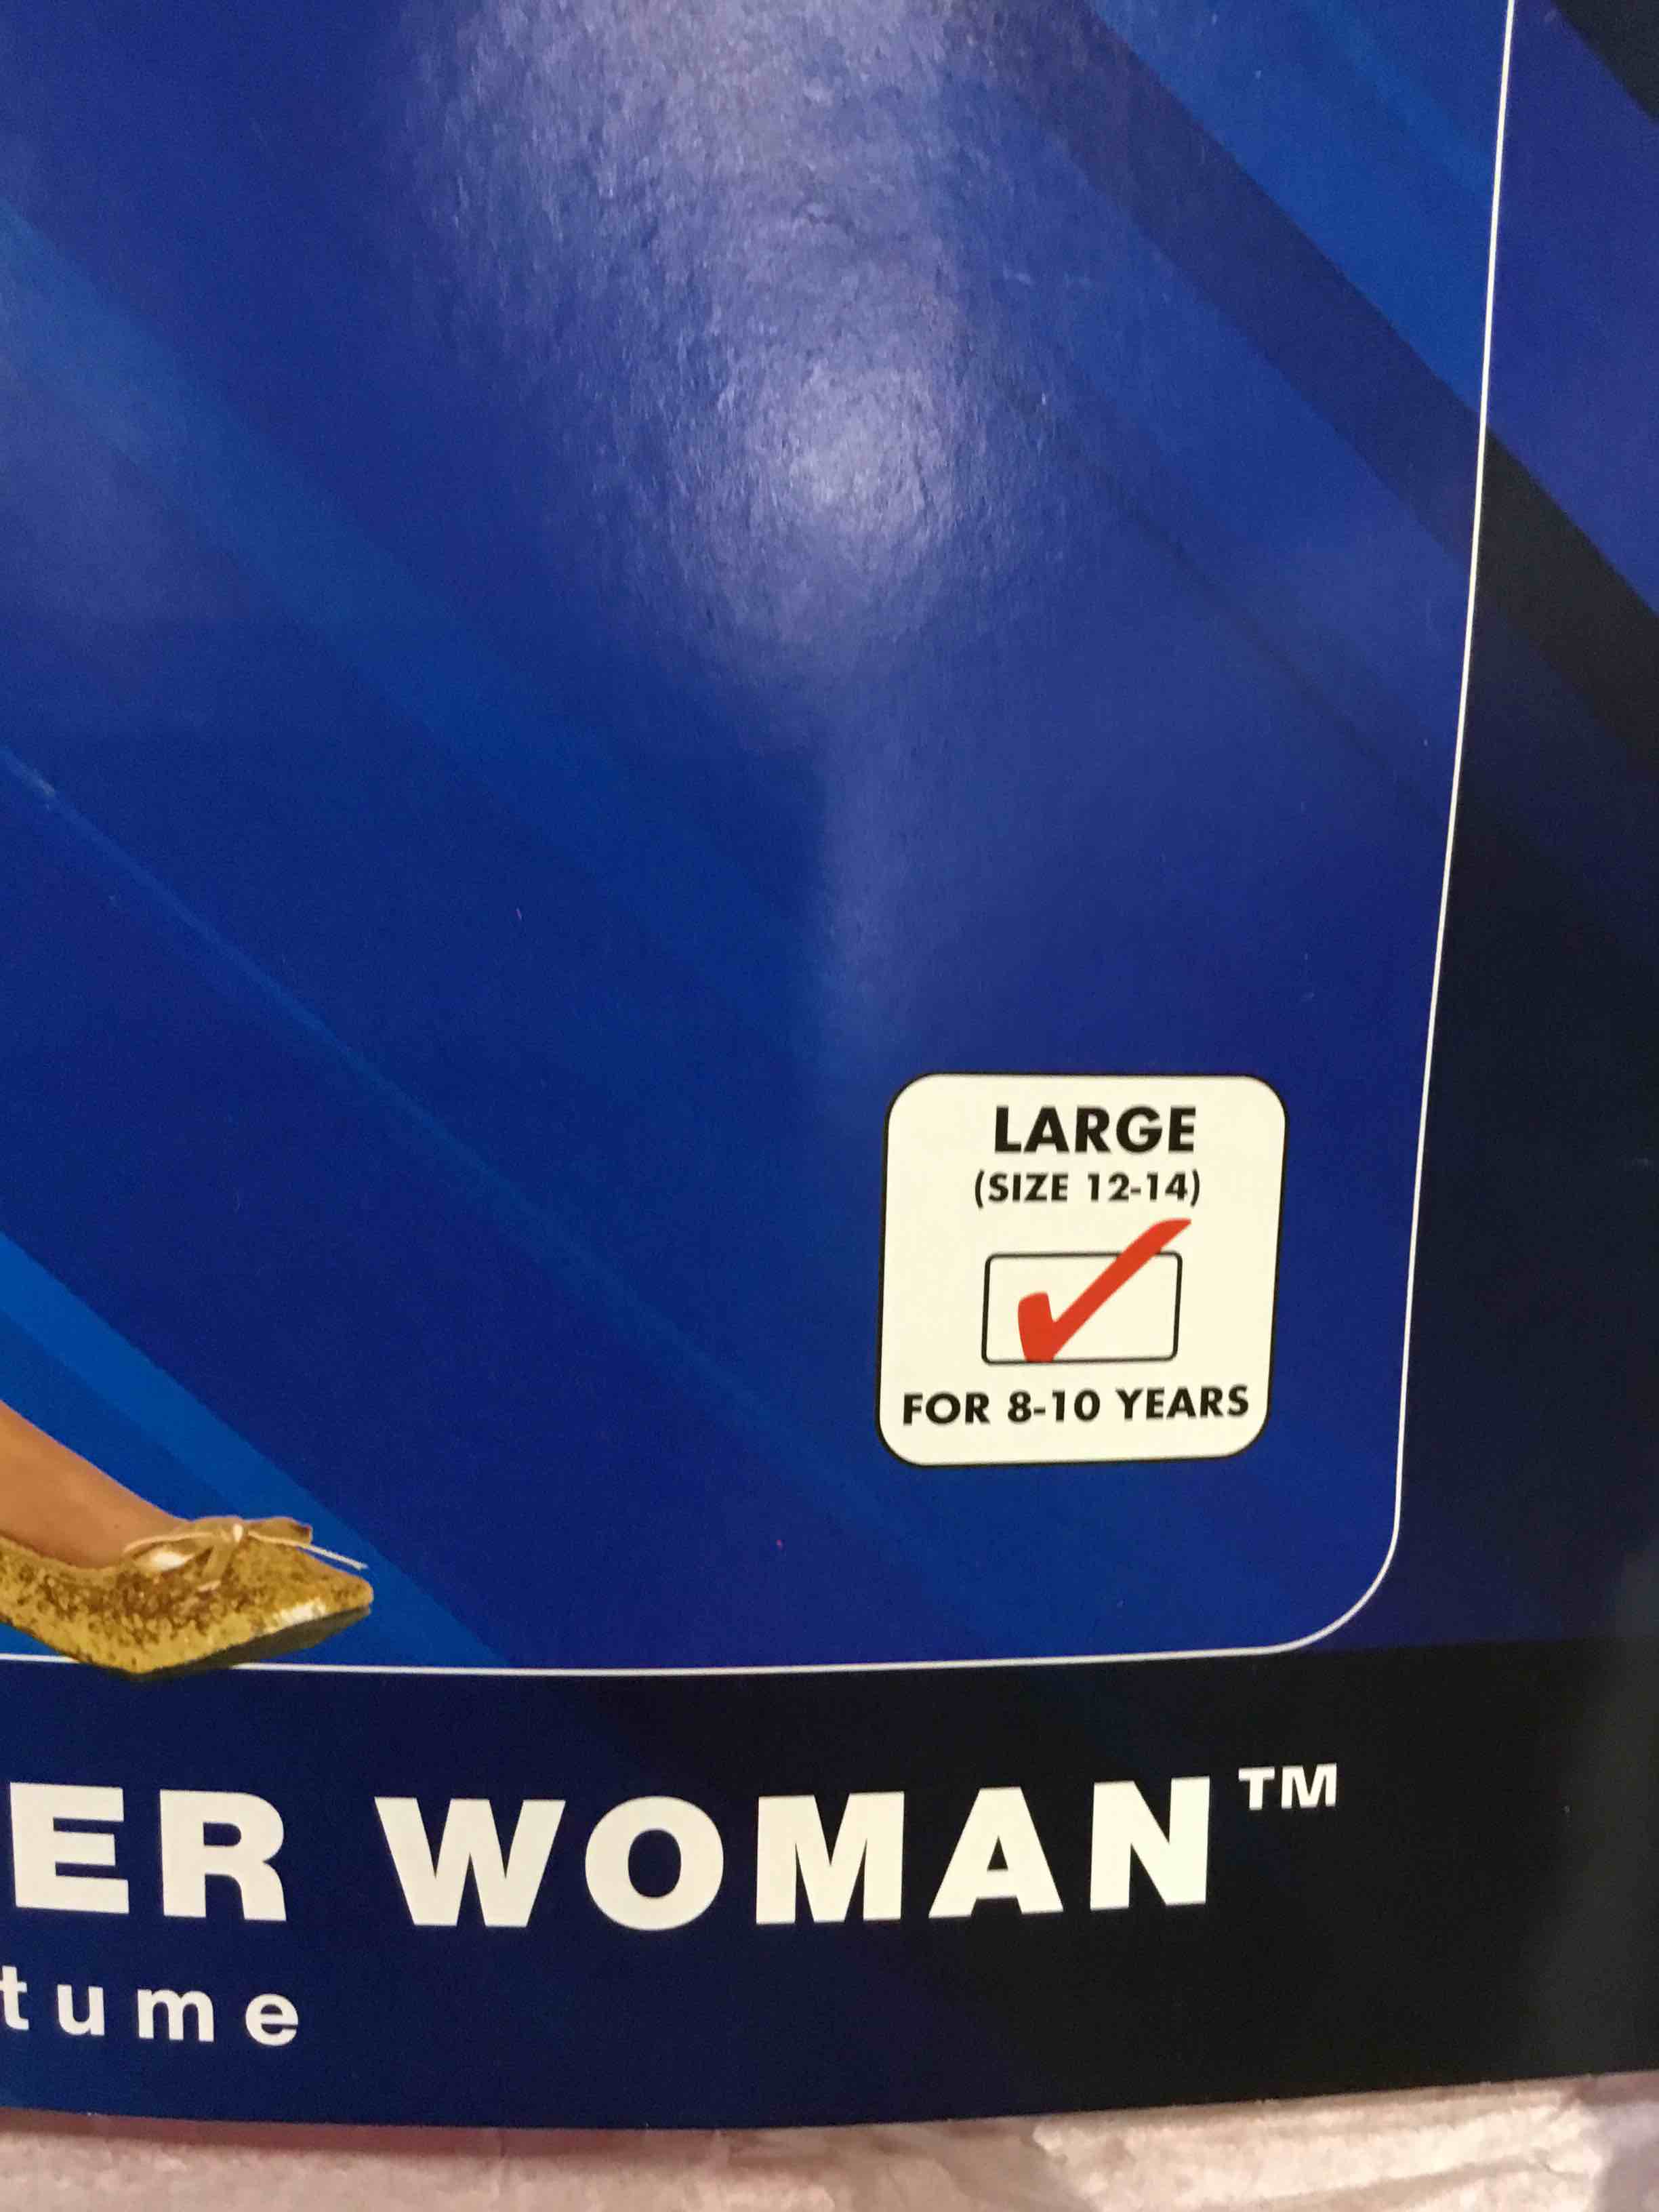 LARGE
(SIZE 12-14)
FOR 8-10 YEARS
ER WOMAN™
tume